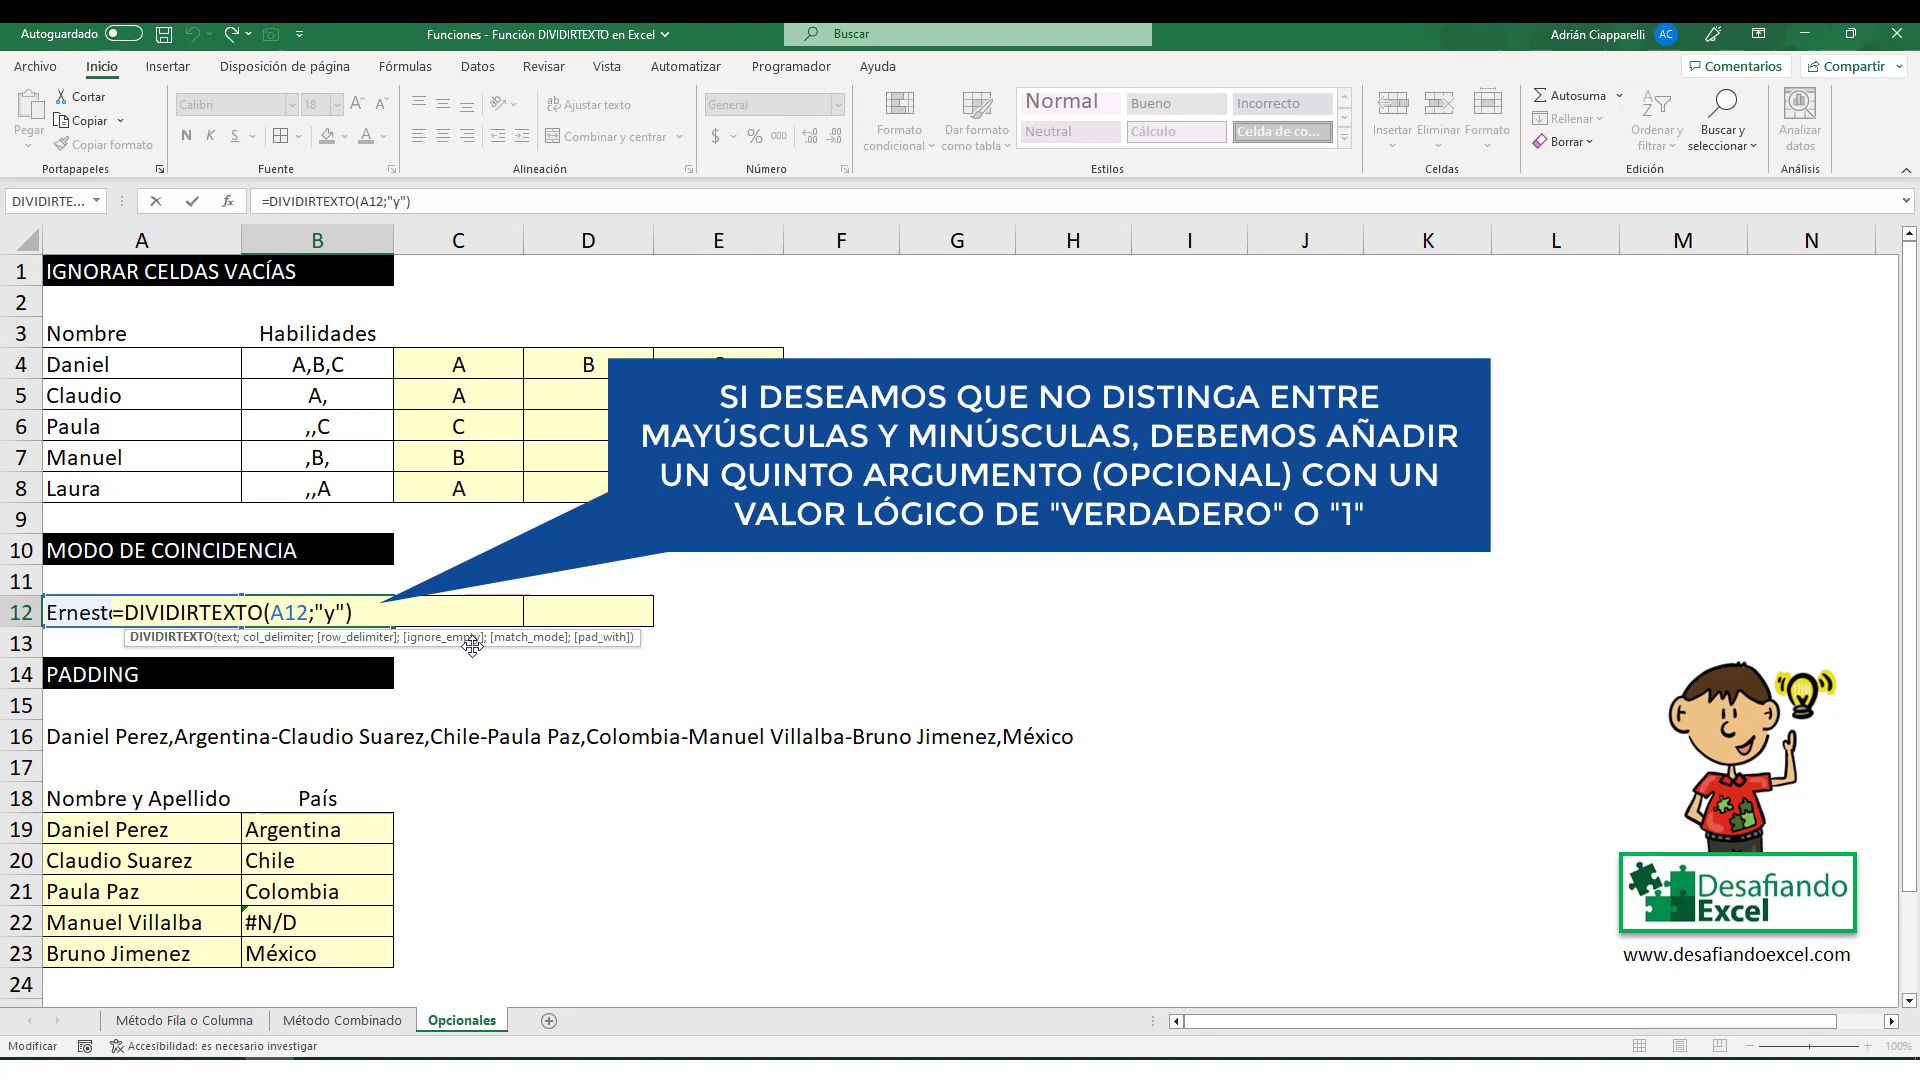 Autoguardado
Funciones - Función DIVIDIRTEXTO en Excel
Buscar
Adrián Ciapparelli
AC
Archivo Inicio Insertar Disposición de página Fórmulas Datos Revisar Vista Automatizar Programador Ayuda
Comentarios Compartir
Pegar
Cortar
Copiar
Copiar formato
Portapapeles
Calibri 18
N K S
Fuente
Ajustar texto
Combinar y centrar
Alineación
General
$ % 000
Número
Formato condicional
Dar formato como tabla
Normal Bueno Incorrecto
Neutral Cálculo Celda de co...
Estilos
Insertar Eliminar Formato
Celdas
Autosuma
Rellenar
Borrar
Ordenar y filtrar
Buscar y seleccionar
Edición
Analizar datos
Análisis
DIVIDIRTE...
fx
=DIVIDIRTEXTO(A12;"y")
A B C D E F G H I J K L M N
1 IGNORAR CELDAS VACÍAS
2
3 Nombre Habilidades
4 Daniel A,B,C A B
5 Claudio A, A
6 Paula ,,C C
7 Manuel ,B, B
8 Laura ,,A A
SI DESEAMOS QUE NO DISTINGA ENTRE
MAYÚSCULAS Y MINÚSCULAS, DEBEMOS AÑADIR
UN QUINTO ARGUMENTO (OPCIONAL) CON UN
VALOR LÓGICO DE "VERDADERO" O "1"
9
10 MODO DE COINCIDENCIA
11
12 Ernest =DIVIDIRTEXTO(A12;"y")
DIVIDIRTEXTO(text; col_delimiter; [row_delimiter]; [ignore_empty]; [match_mode]; [pad_with])
13
14 PADDING
15
16 Daniel Perez,Argentina-Claudio Suarez,Chile-Paula Paz,Colombia-Manuel Villalba-Bruno Jimenez,México
17
18 Nombre y Apellido País
19 Daniel Perez Argentina
20 Claudio Suarez Chile
21 Paula Paz Colombia
22 Manuel Villalba #N/D
23 Bruno Jimenez México
24
Desafiando
Excel
www.desafiandoexcel.com
Método Fila o Columna Método Combinado Opcionales
Modificar Accesibilidad: es necesario investigar
100%